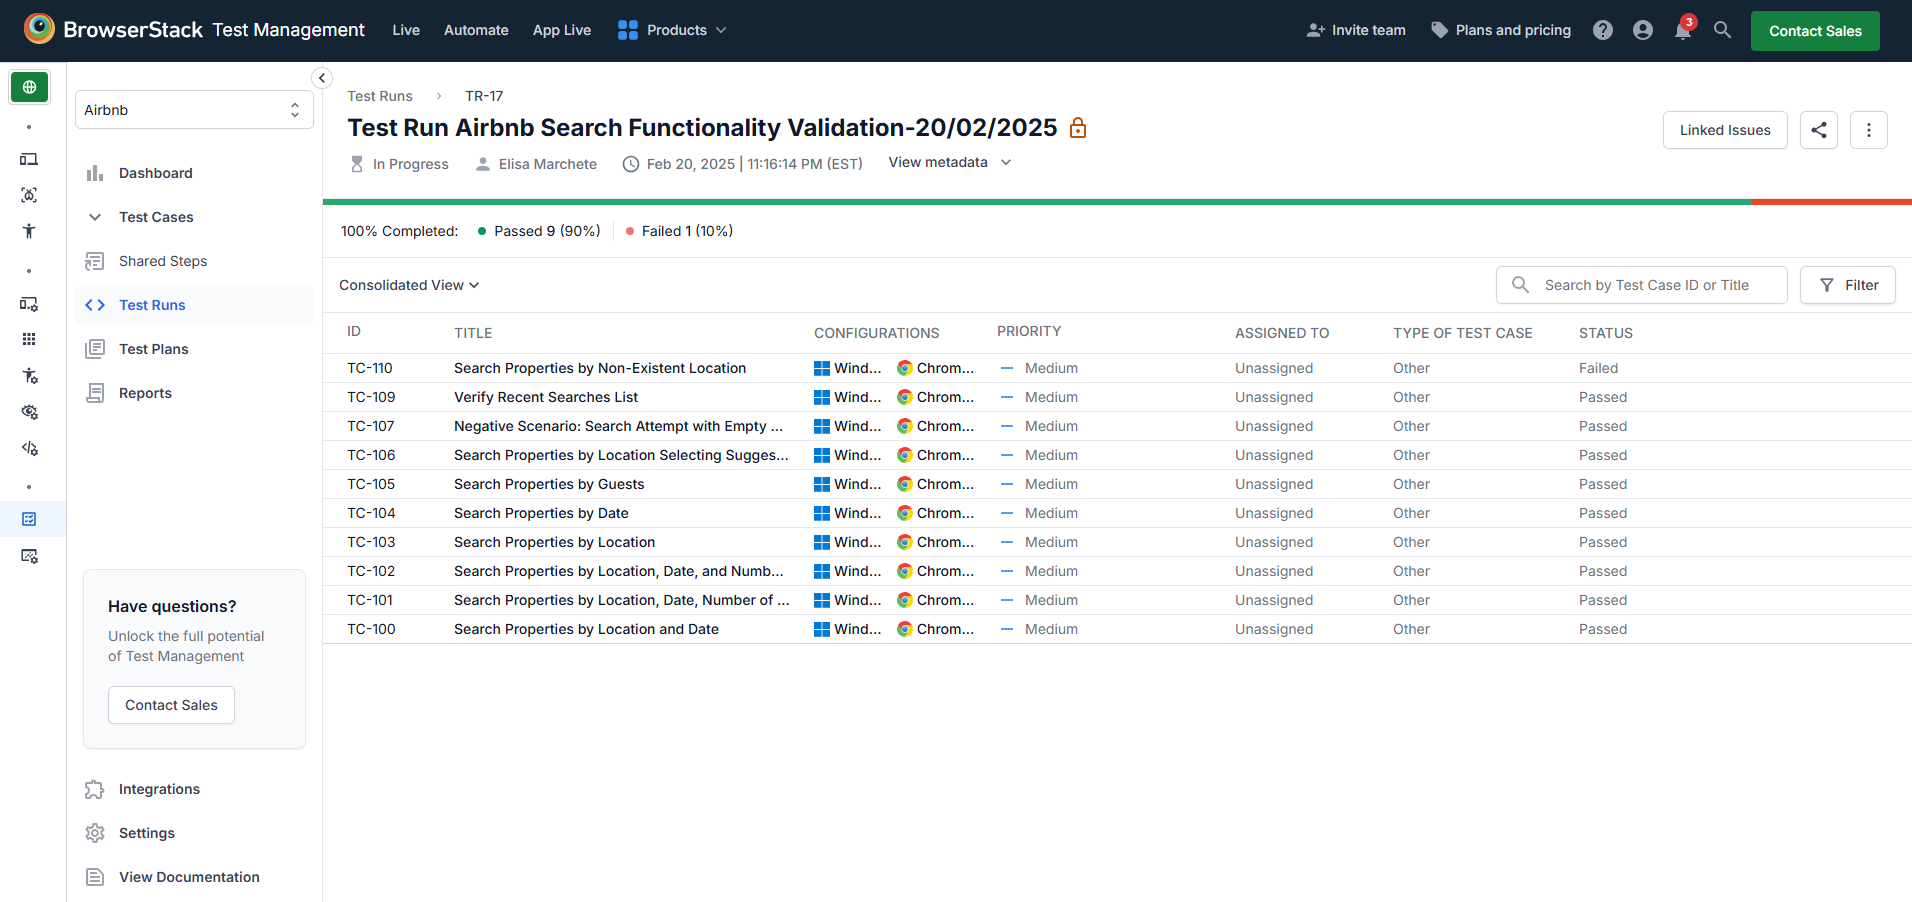 BrowserStack Test Management Live Automate App Live Products Invite team Plans and pricing ? 3 Contact Sales
Airbnb
Dashboard
Test Cases
Shared Steps
Test Runs
Test Plans
Reports
Have questions?
Unlock the full potential
of Test Management
Contact Sales
Integrations
Settings
View Documentation
Test Runs > TR-17
Test Run Airbnb Search Functionality Validation-20/02/2025
Linked Issues
In Progress Elisa Marchete Feb 20, 2025 | 11:16:14 PM (EST) View metadata
100% Completed: Passed 9 (90%) Failed 1 (10%)
Consolidated View Search by Test Case ID or Title Filter
ID TITLE CONFIGURATIONS PRIORITY ASSIGNED TO TYPE OF TEST CASE STATUS
TC-110 Search Properties by Non-Existent Location Wind... Chrom... Medium Unassigned Other Failed
TC-109 Verify Recent Searches List Wind... Chrom... Medium Unassigned Other Passed
TC-107 Negative Scenario: Search Attempt with Empty ... Wind... Chrom... Medium Unassigned Other Passed
TC-106 Search Properties by Location Selecting Sugges... Wind... Chrom... Medium Unassigned Other Passed
TC-105 Search Properties by Guests Wind... Chrom... Medium Unassigned Other Passed
TC-104 Search Properties by Date Wind... Chrom... Medium Unassigned Other Passed
TC-103 Search Properties by Location Wind... Chrom... Medium Unassigned Other Passed
TC-102 Search Properties by Location, Date, and Numb... Wind... Chrom... Medium Unassigned Other Passed
TC-101 Search Properties by Location, Date, Number of ... Wind... Chrom... Medium Unassigned Other Passed
TC-100 Search Properties by Location and Date Wind... Chrom... Medium Unassigned Other Passed